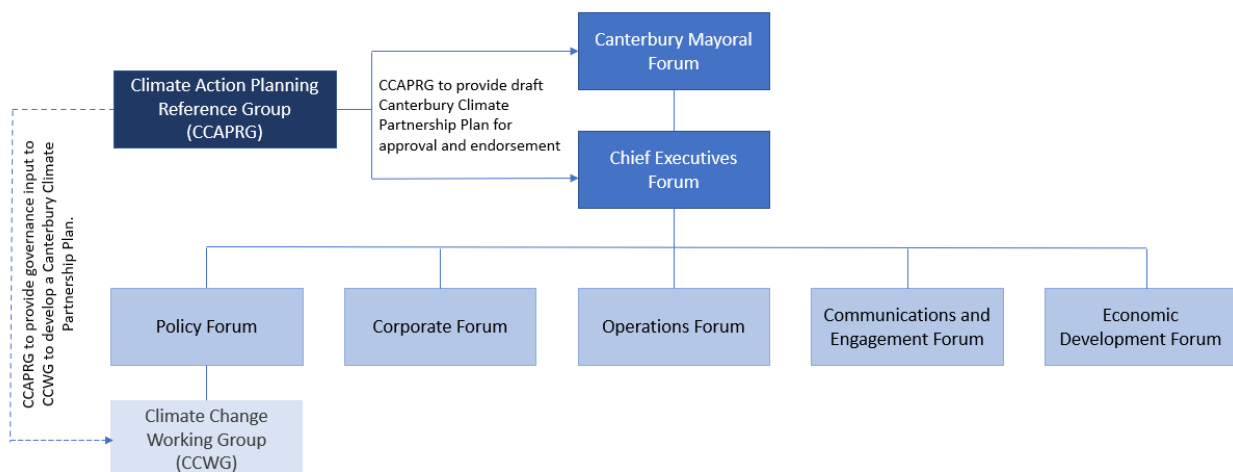 Canterbury Mayoral
Forum
Climate Action Planning
Reference Group
(CCAPRG)
CCAPRG to provide draft
Canterbury Climate
Partnership Plan for
approval and endorsement
Chief Executives
Forum
CCAPRG to provide governance input to
CCWG to develop a Canterbury Climate
Partnership Plan.
Policy Forum
Corporate Forum
Operations Forum
Communications and
Engagement Forum
Economic
Development Forum
Climate Change
Working Group
(CCWG)